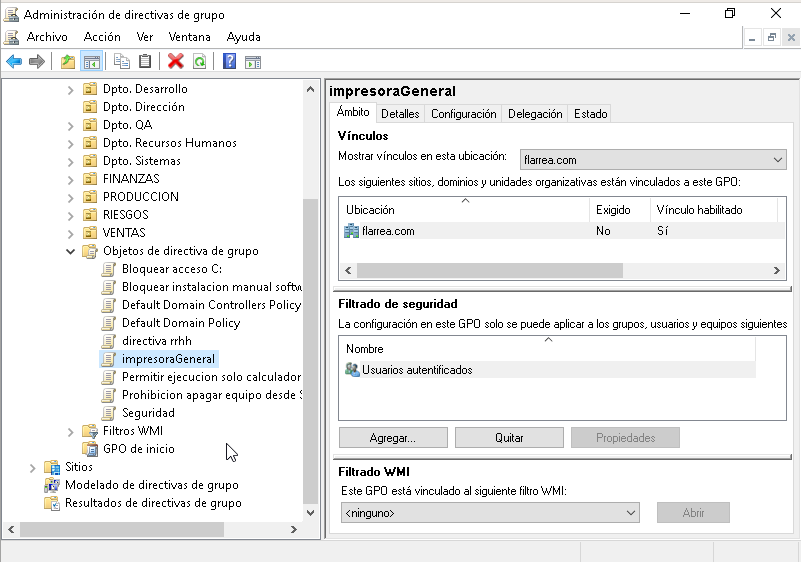 Administración de directivas de grupo
Archivo Acción Ver Ventana Ayuda
Dpto. Desarrollo
Dpto. Dirección
Dpto. QA
Dpto. Recursos Humanos
Dpto. Sistemas
FINANZAS
PRODUCCION
RIESGOS
VENTAS
Objetos de directiva de grupo
Bloquear acceso C:
Bloquear instalacion manual softw
Default Domain Controllers Policy
Default Domain Policy
directiva rrhh
impresoraGeneral
Permitir ejecucion solo calculador
Prohibicion apagar equipo desde S
Seguridad
Filtros WMI
GPO de inicio
Sitios
Modelado de directivas de grupo
Resultados de directivas de grupo
impresoraGeneral
Ámbito Detalles Configuración Delegación Estado
Vínculos
Mostrar vínculos en esta ubicación: flarrea.com
Los siguientes sitios, dominios y unidades organizativas están vinculados a este GPO:
Ubicación Exigido Vínculo habilitado
flarrea.com No Sí
Filtrado de seguridad
La configuración en este GPO solo se puede aplicar a los grupos, usuarios y equipos siguientes
Nombre
Usuarios autentificados
Agregar... Quitar Propiedades
Filtrado WMI
Este GPO está vinculado al siguiente filtro WMI:
<ninguno> Abrir